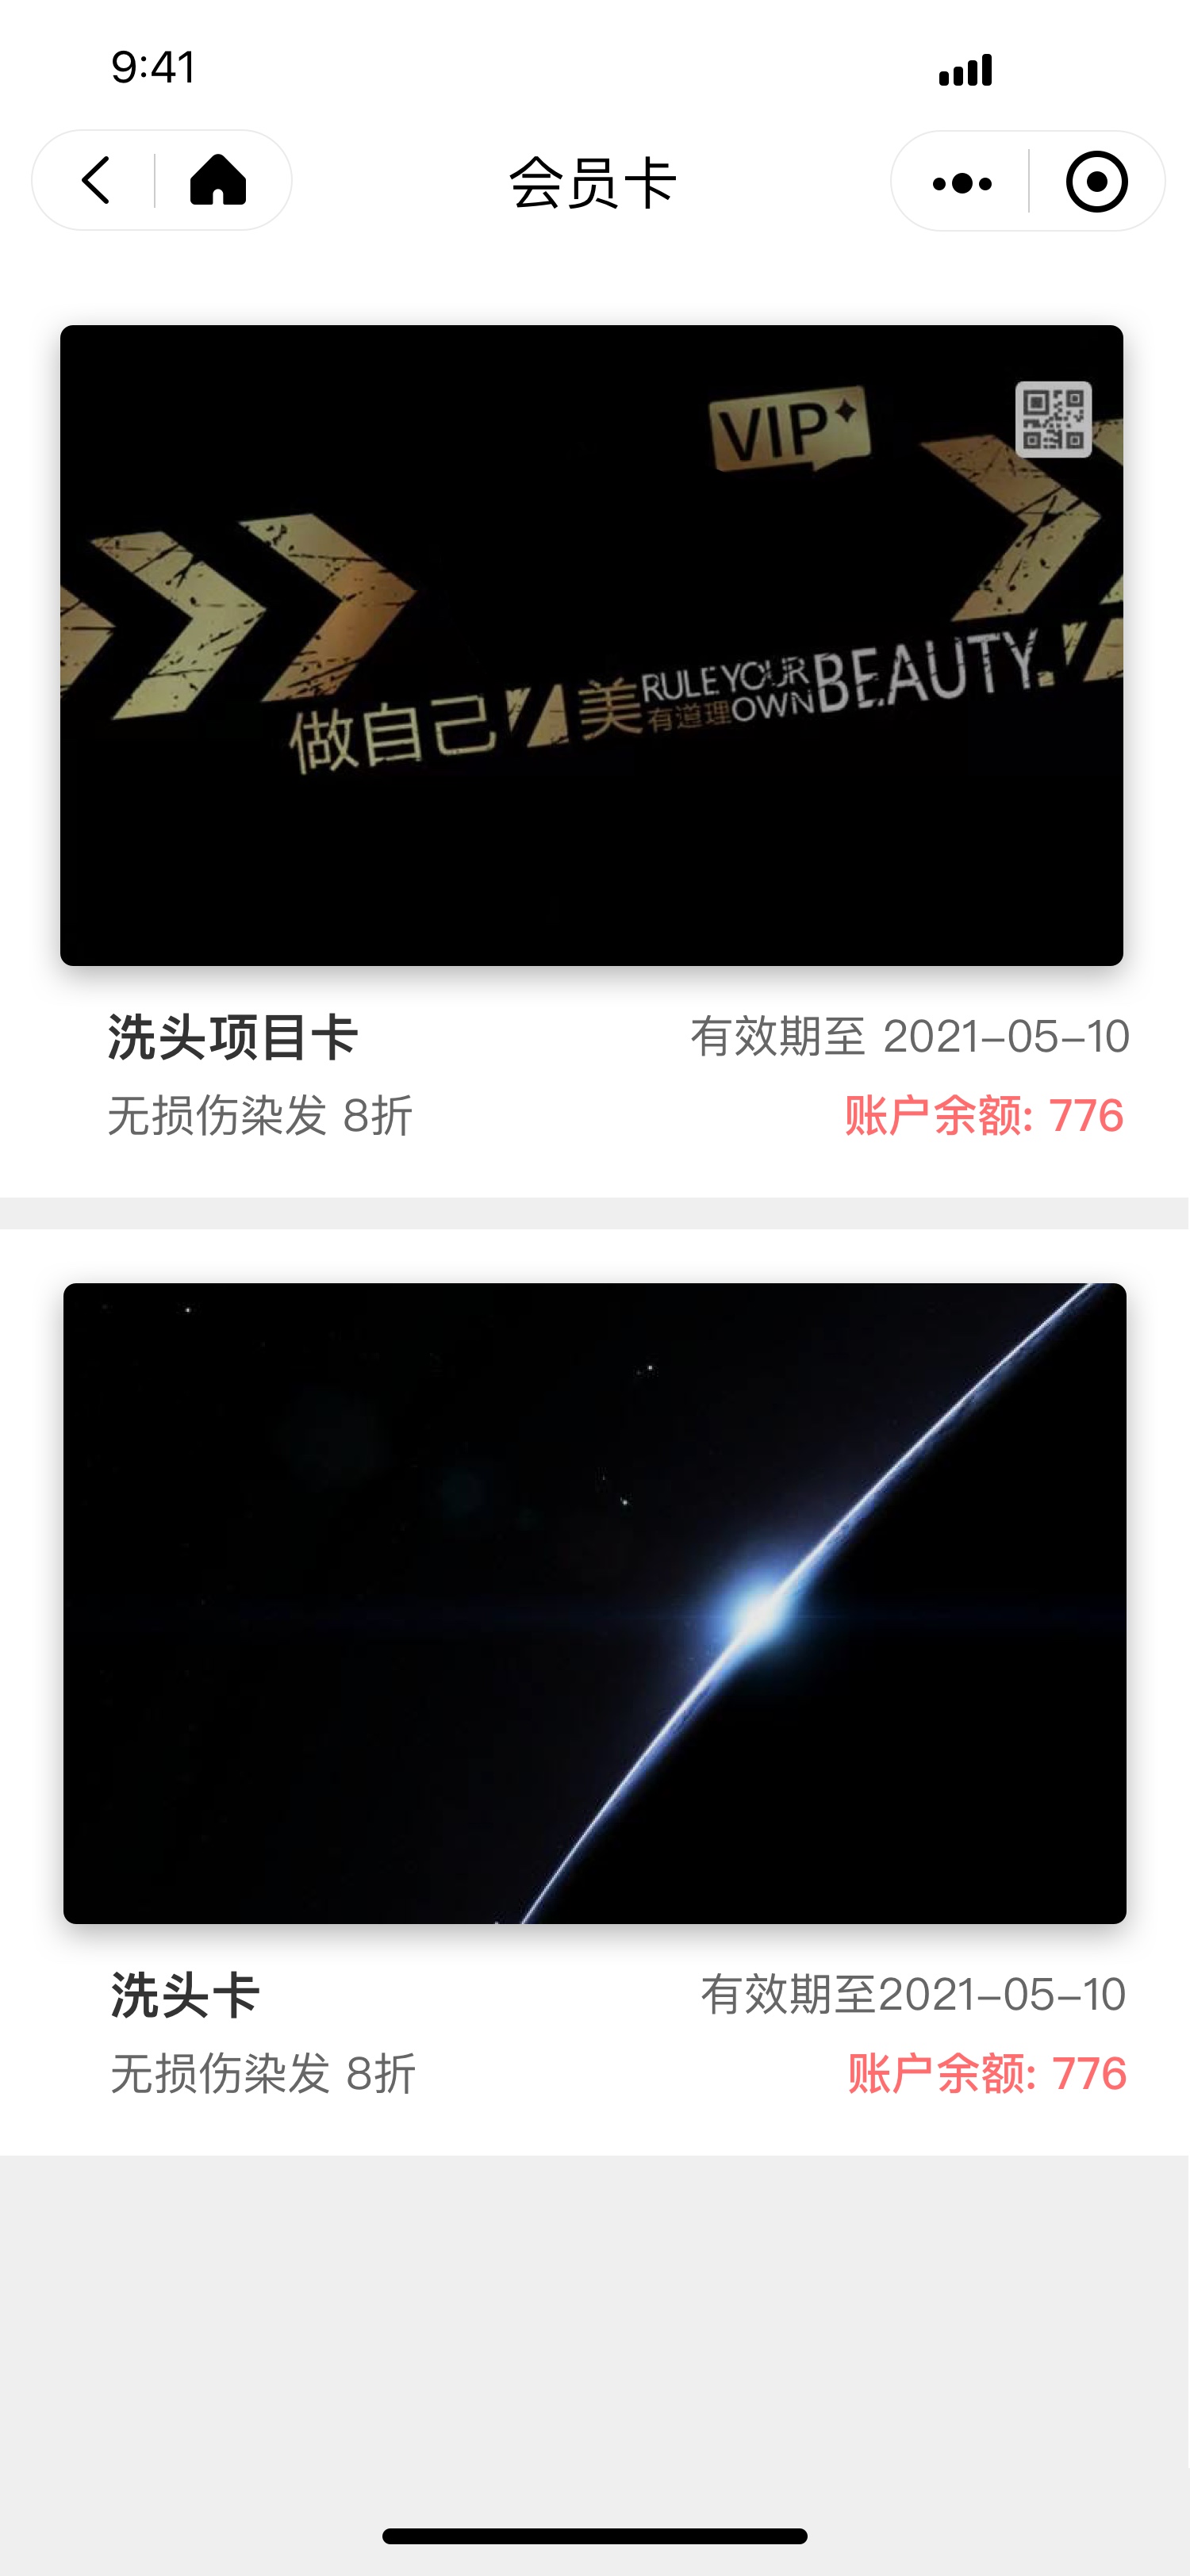 9:41
会员卡
VIP
做自己 美 RULE YOUR BEAUTY.
有道理 OWN
洗头项目卡
有效期至 2021-05-10
无损伤染发 8折
账户余额: 776
洗头卡
有效期至2021-05-10
无损伤染发 8折
账户余额: 776